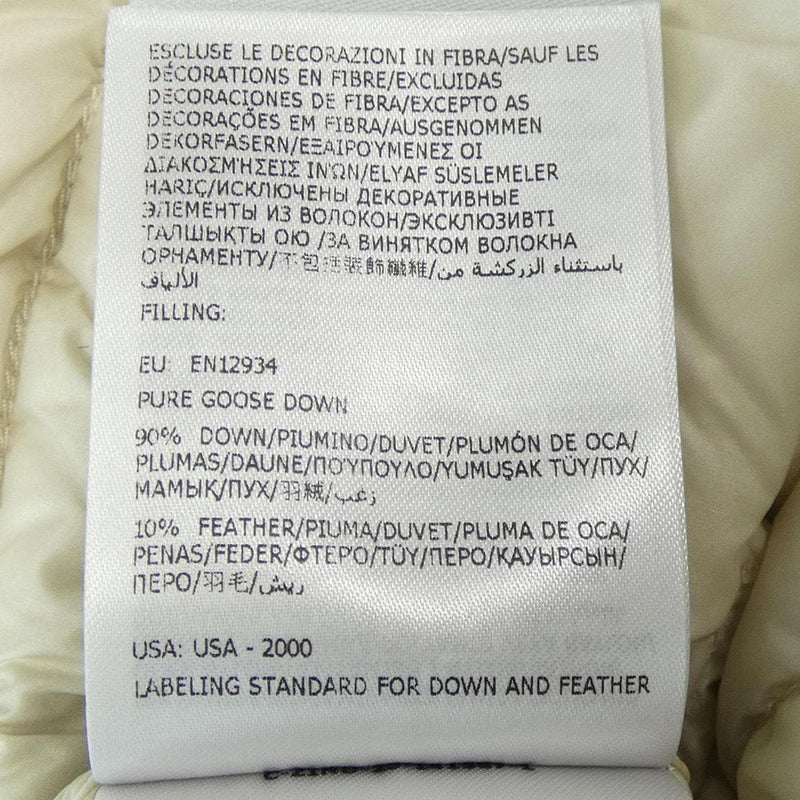 ESCLUSE LE DECORAZIONI IN FIBRA/SAUF LES
DÉCORATIONS EN FIBRE/EXCLUIDAS
DECORACIONES DE FIBRA/EXCEPTO AS
DECORAÇÕES EM FIBRA/AUSGENOMMEN
DEKORFASERN/ΕΞΑΙΡΟΎΜΕΝΕΣ ΟΙ
ΔΙΑΚΟΣΜΉΣΕΙΣ ΙΝΏΝ/ELYAF SÜSLEMELER
HARIÇ/ИСКЛЮЧЕНЫ ДЕКОРАТИВНЫЕ
ЭЛЕМЕНТЫ ИЗ ВОЛОКОН/ЭКСКЛЮЗИВТІ
ТАЛШЫҚТЫ ОЮ /ЗА ВИНЯТКОМ ВОЛОКНА
ОРНАМЕНТУ/不包括装飾纖維/باستثناء الزركشة من
الألياف
FILLING:
EU: EN12934
PURE GOOSE DOWN
90% DOWN/PIUMINO/DUVET/PLUMÓN DE OCA/
PLUMAS/DAUNE/ΠΟΎΠΟΥΛΟ/YUMUŞAK TÜY/ПУХ/
МАМЫҚ/ПУХ/羽絨/زغب
10% FEATHER/PIUMA/DUVET/PLUMA DE OCA/
PENAS/FEDER/ΦΤΕΡΌ/TÜY/ПЕРО/ҚАУЫРСЫН/
ПЕРО/羽毛/ريش
USA: USA - 2000
LABELING STANDARD FOR DOWN AND FEATHER